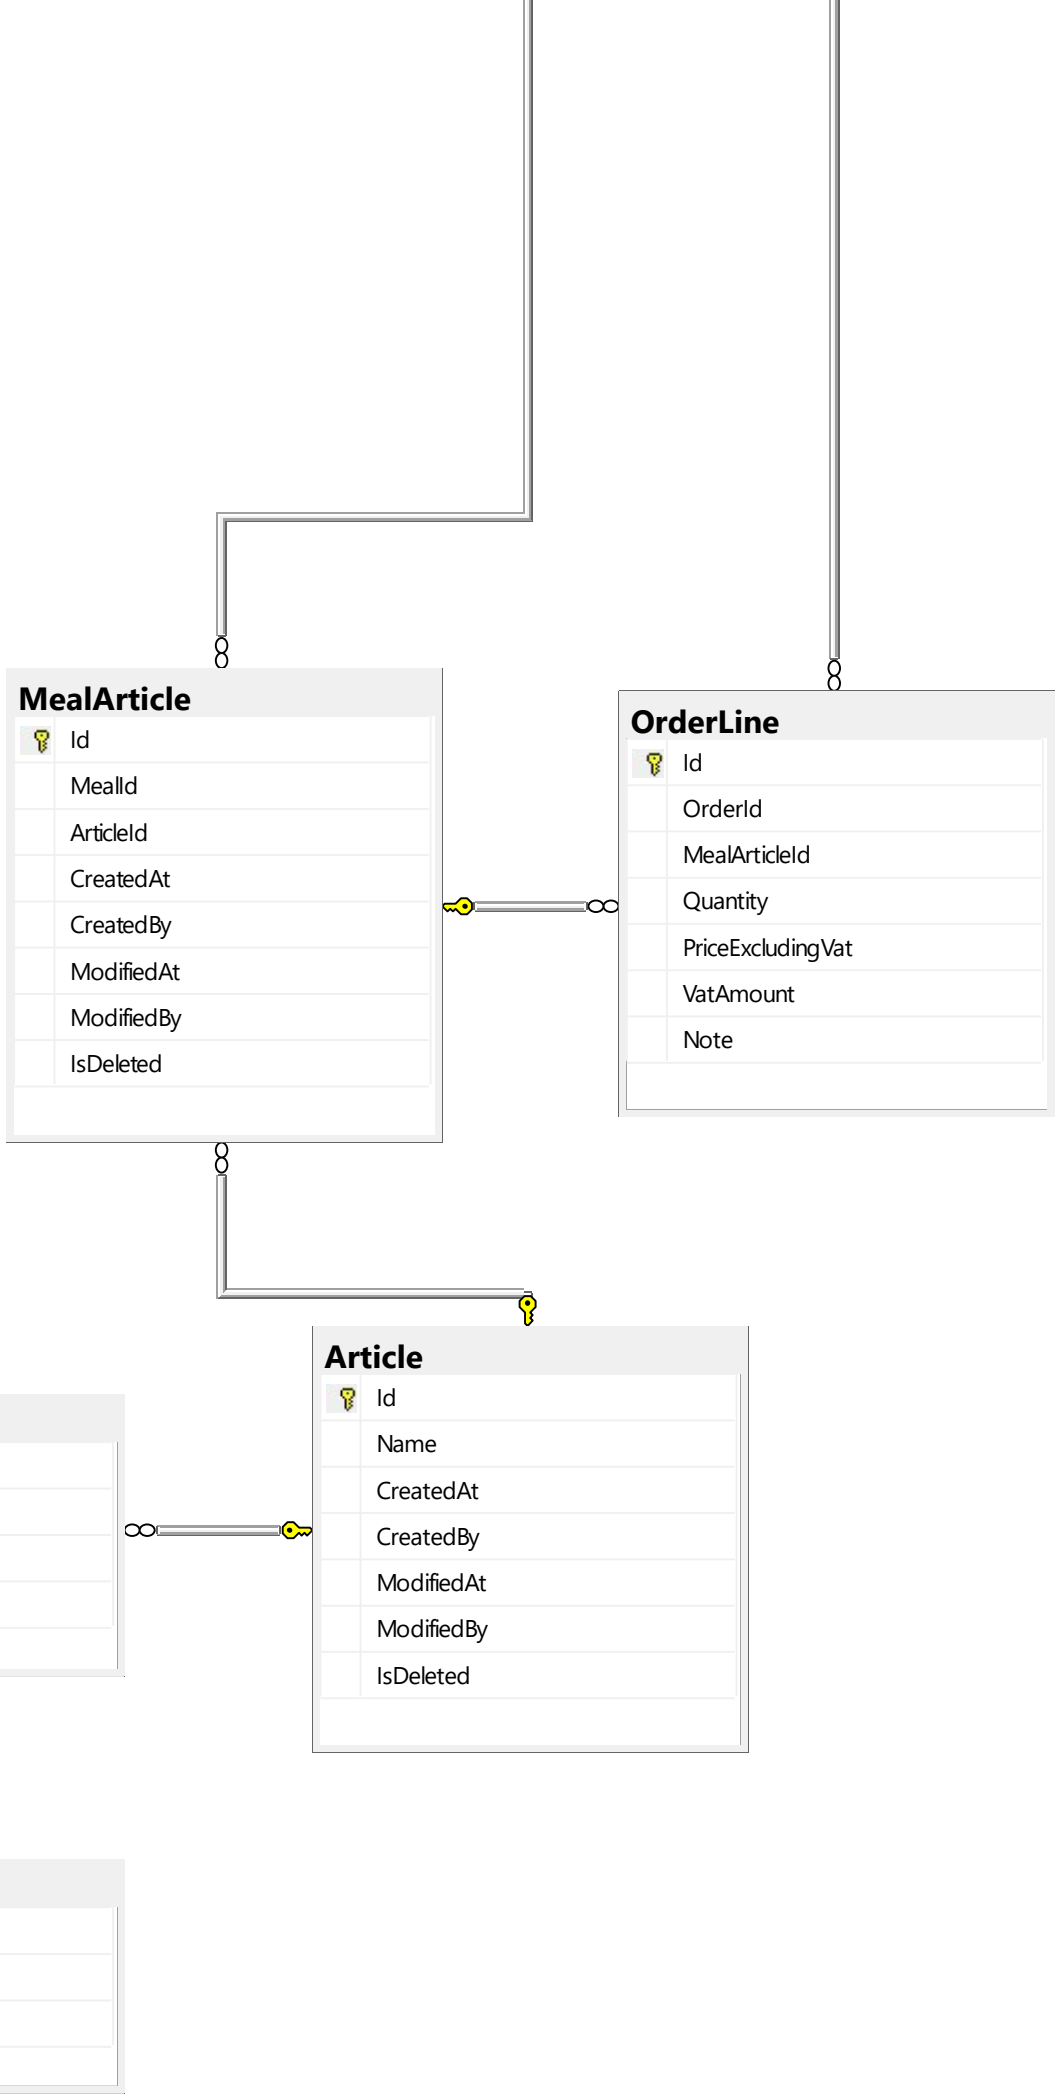 MealArticle
Id
MealId
ArticleId
CreatedAt
CreatedBy
ModifiedAt
ModifiedBy
IsDeleted
OrderLine
Id
OrderId
MealArticleId
Quantity
PriceExcludingVat
VatAmount
Note
Article
Id
Name
CreatedAt
CreatedBy
ModifiedAt
ModifiedBy
IsDeleted